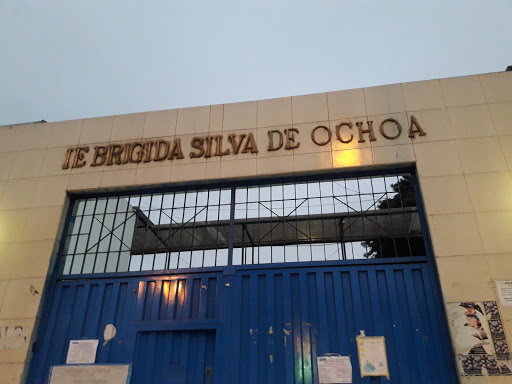 IE BRIGIDA SILVA DE OCHOA